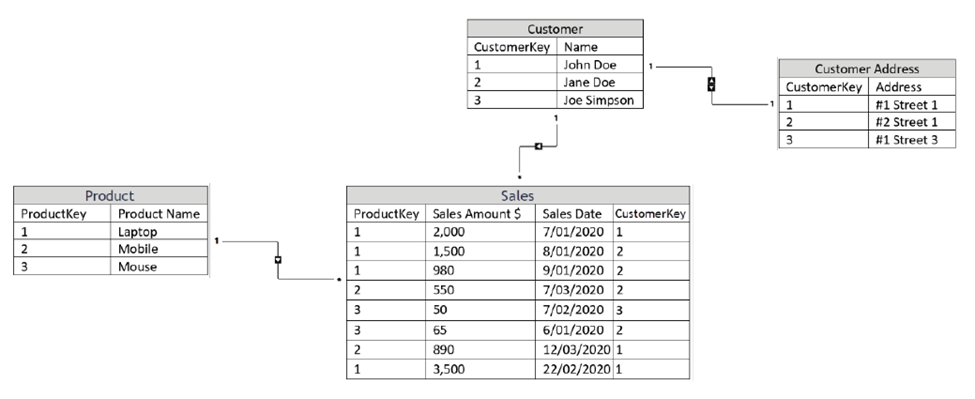 Customer
CustomerKey Name
1 John Doe
2 Jane Doe
3 Joe Simpson
1
1
Customer Address
CustomerKey Address
1 #1 Street 1
2 #2 Street 1
3 #1 Street 3
1
Product
ProductKey Product Name
1 Laptop
2 Mobile
3 Mouse
1
*
Sales
ProductKey Sales Amount $ Sales Date CustomerKey
1 2,000 7/01/2020 1
1 1,500 8/01/2020 2
1 980 9/01/2020 2
2 550 7/03/2020 2
3 50 7/02/2020 3
3 65 6/01/2020 2
2 890 12/03/2020 1
1 3,500 22/02/2020 1
*